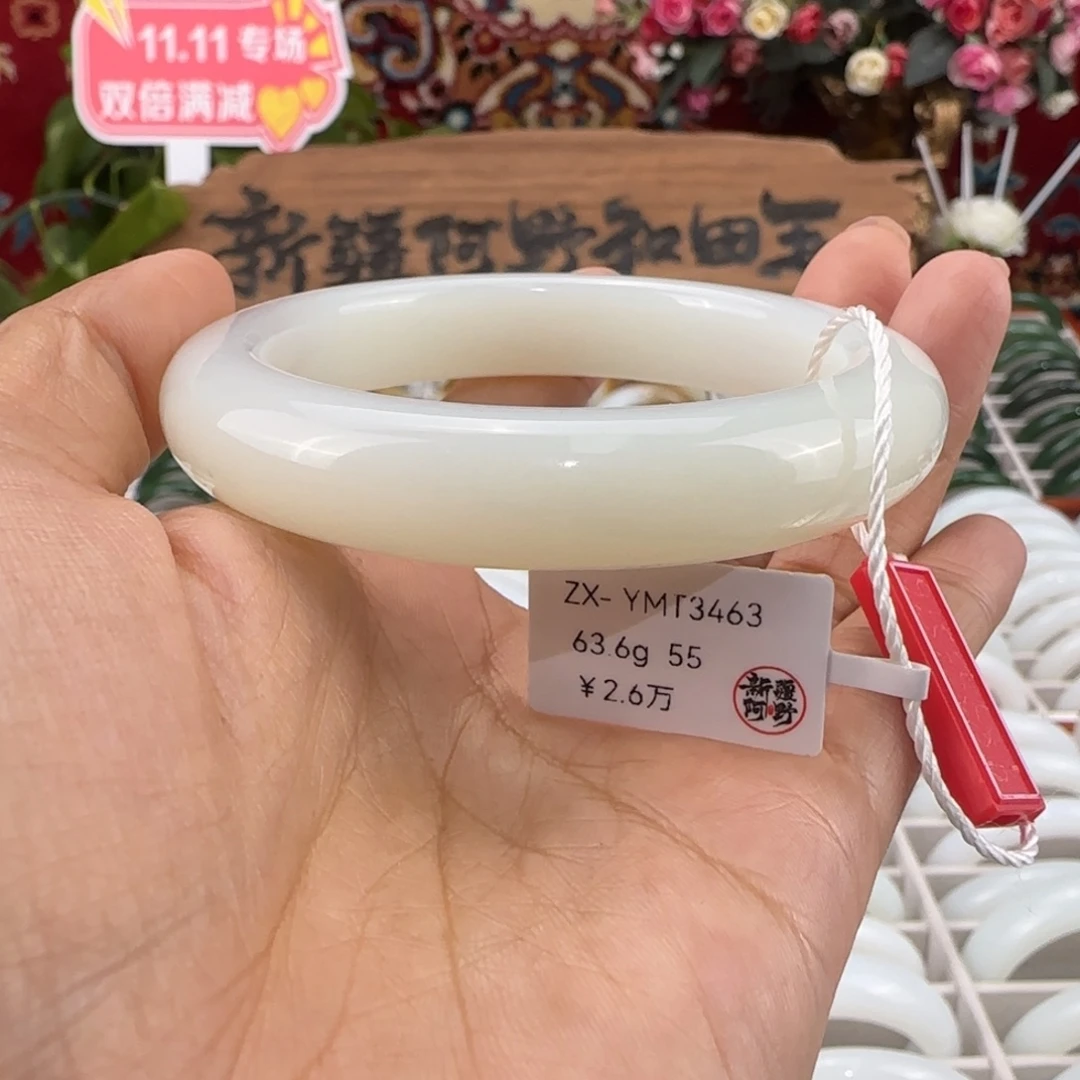 11.11 专场
双倍满减
新疆阿野和田玉
ZX- YMT3463
63.6g 55
¥2.6万
新疆
阿野